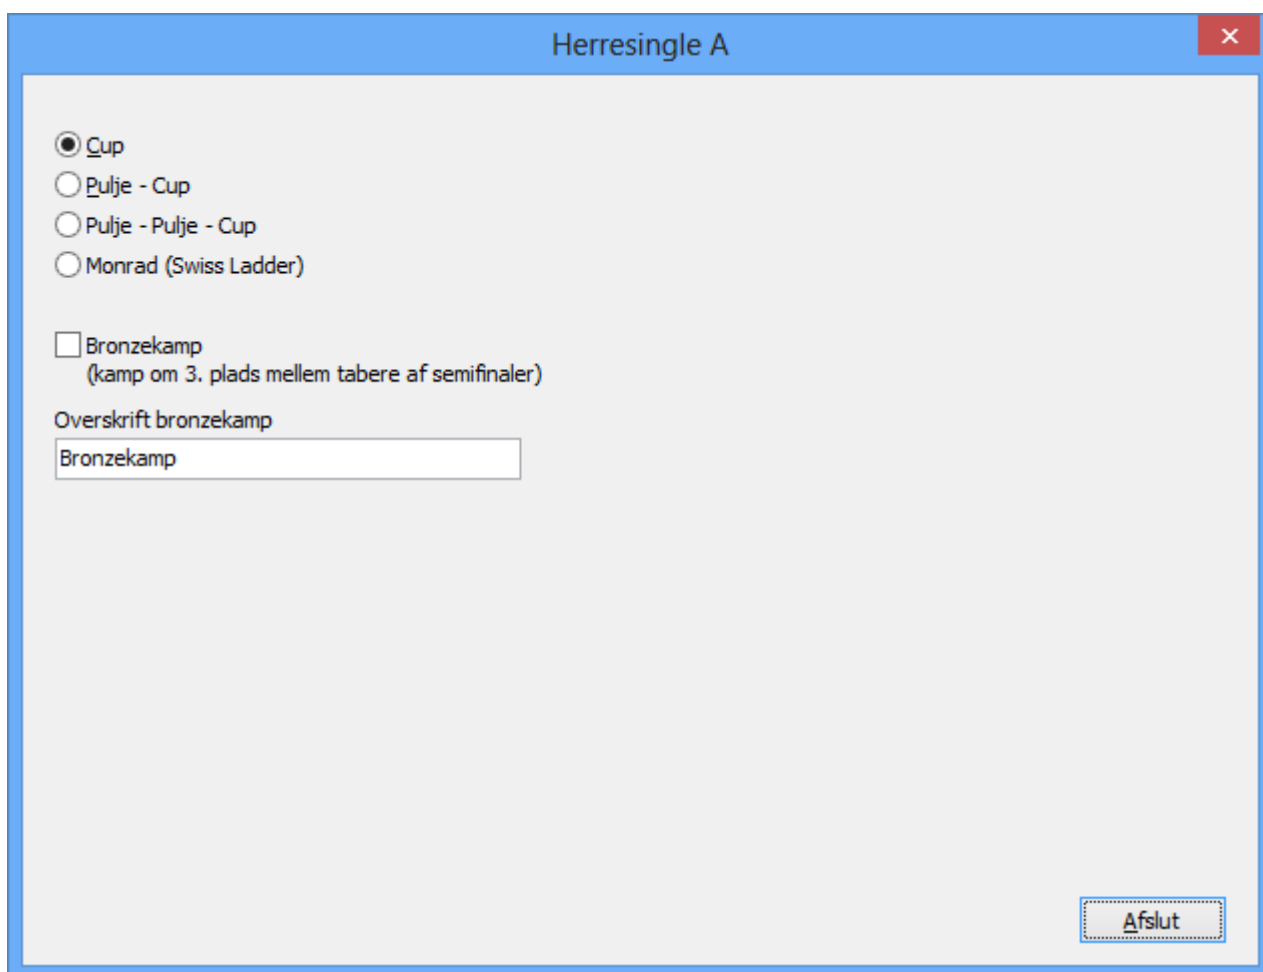 Herresingle A
Cup
Pulje - Cup
Pulje - Pulje - Cup
Monrad (Swiss Ladder)
Bronzekamp
(kamp om 3. plads mellem tabere af semifinaler)
Overskrift bronzekamp
Bronzekamp
Afslut